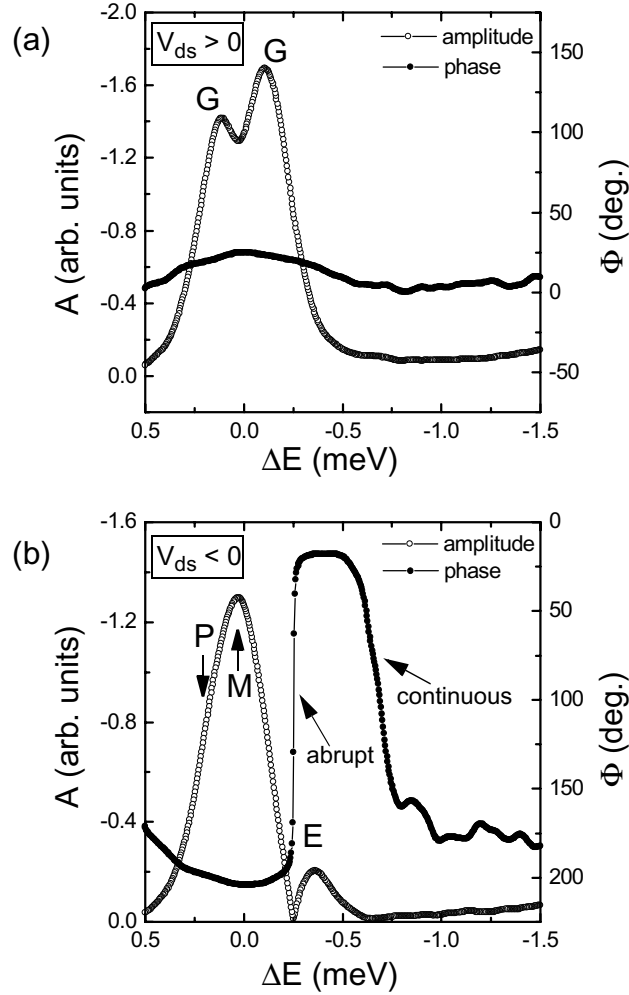 (a)
V_ds > 0
amplitude
phase
G
G
A (arb. units)
-2.0
-1.6
-1.2
-0.8
-0.4
0.0
Φ (deg.)
150
100
50
0
-50
0.5 0.0 -0.5 -1.0 -1.5
ΔE (meV)
(b)
V_ds < 0
amplitude
phase
P
M
abrupt
continuous
E
A (arb. units)
-1.6
-1.2
-0.8
-0.4
0.0
Φ (deg.)
0
50
100
150
200
0.5 0.0 -0.5 -1.0 -1.5
ΔE (meV)